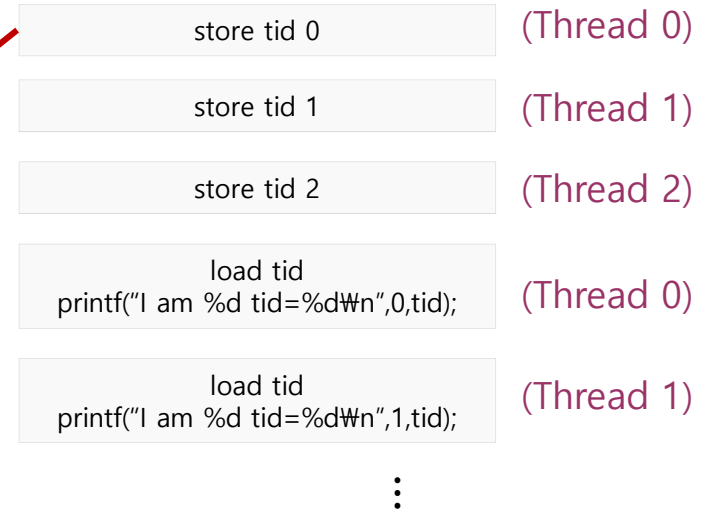 store tid 0 (Thread 0)
store tid 1 (Thread 1)
store tid 2 (Thread 2)
load tid
printf("I am %d tid=%d₩n",0,tid); (Thread 0)
load tid
printf("I am %d tid=%d₩n",1,tid); (Thread 1)
⋮